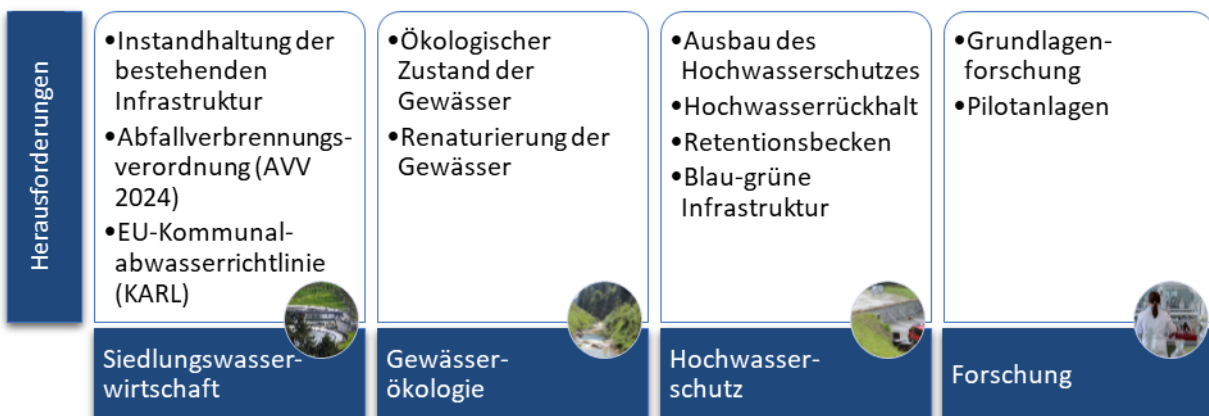 Herausforderungen
•Instandhaltung der
bestehenden
Infrastruktur
•Abfallverbrennungs-
verordnung (AVV
2024)
•EU-Kommunal-
abwasserrichtlinie
(KARL)
Siedlungswasser-
wirtschaft
•Ökologischer
Zustand der
Gewässer
•Renaturierung der
Gewässer
Gewässer-
ökologie
•Ausbau des
Hochwasserschutzes
•Hochwasserrückhalt
•Retentionsbecken
•Blau-grüne
Infrastruktur
Hochwasser-
schutz
•Grundlagen-
forschung
•Pilotanlagen
Forschung